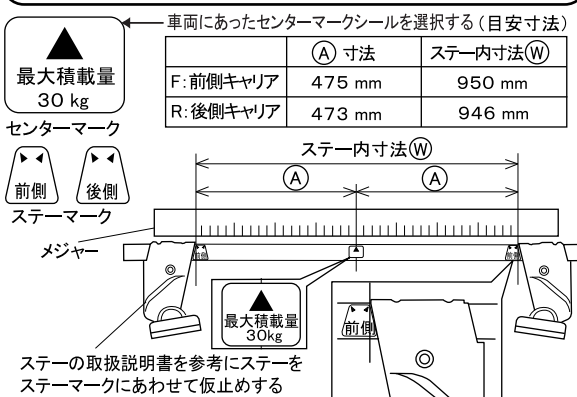 車両にあったセンターマークシールを選択する(目安寸法)
最大積載量
30 kg
センターマーク
Ⓐ 寸法 ステー内寸法Ⓦ
F:前側キャリア 475 mm 950 mm
R:後側キャリア 473 mm 946 mm
前側 後側
ステーマーク
ステー内寸法Ⓦ
Ⓐ Ⓐ
メジャー
前側 前側
最大積載量
30kg
前側
ステーの取扱説明書を参考にステーを
ステーマークにあわせて仮止めする